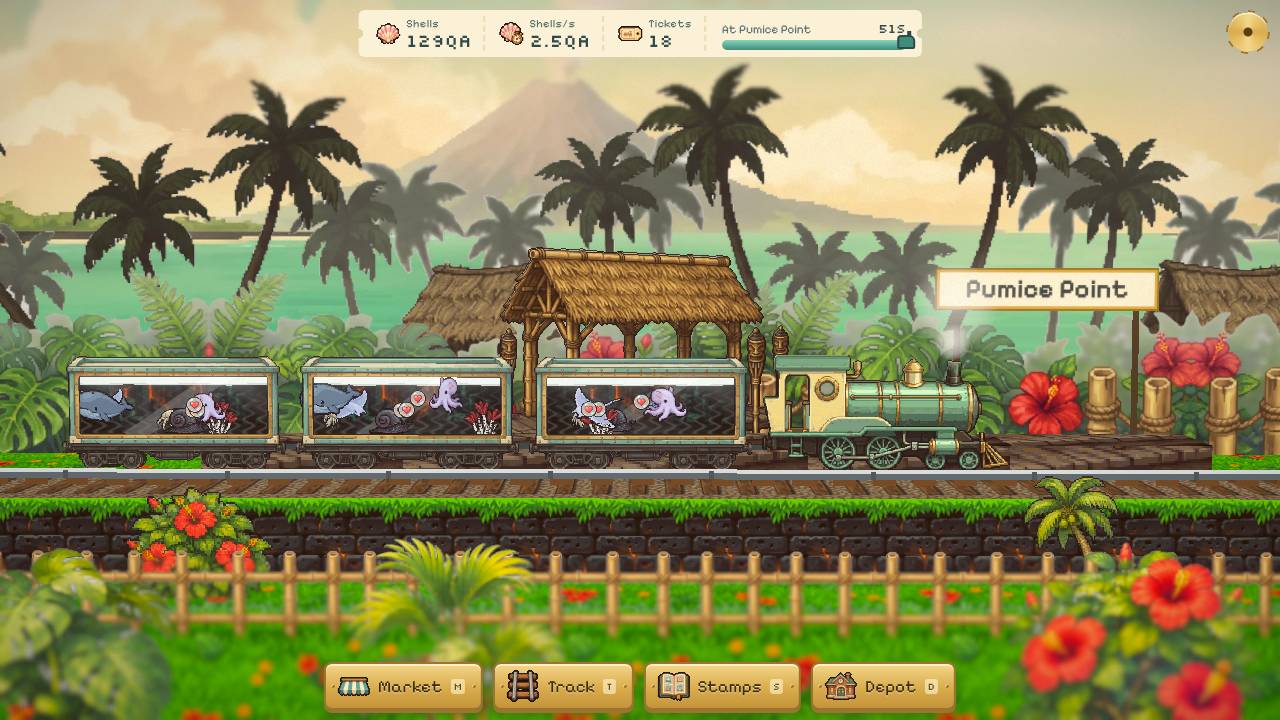 Shells
129QA
Shells/s
2.5QA
Tickets
18
At Pumice Point
51S
Pumice Point
Market M
Track T
Stamps S
Depot D